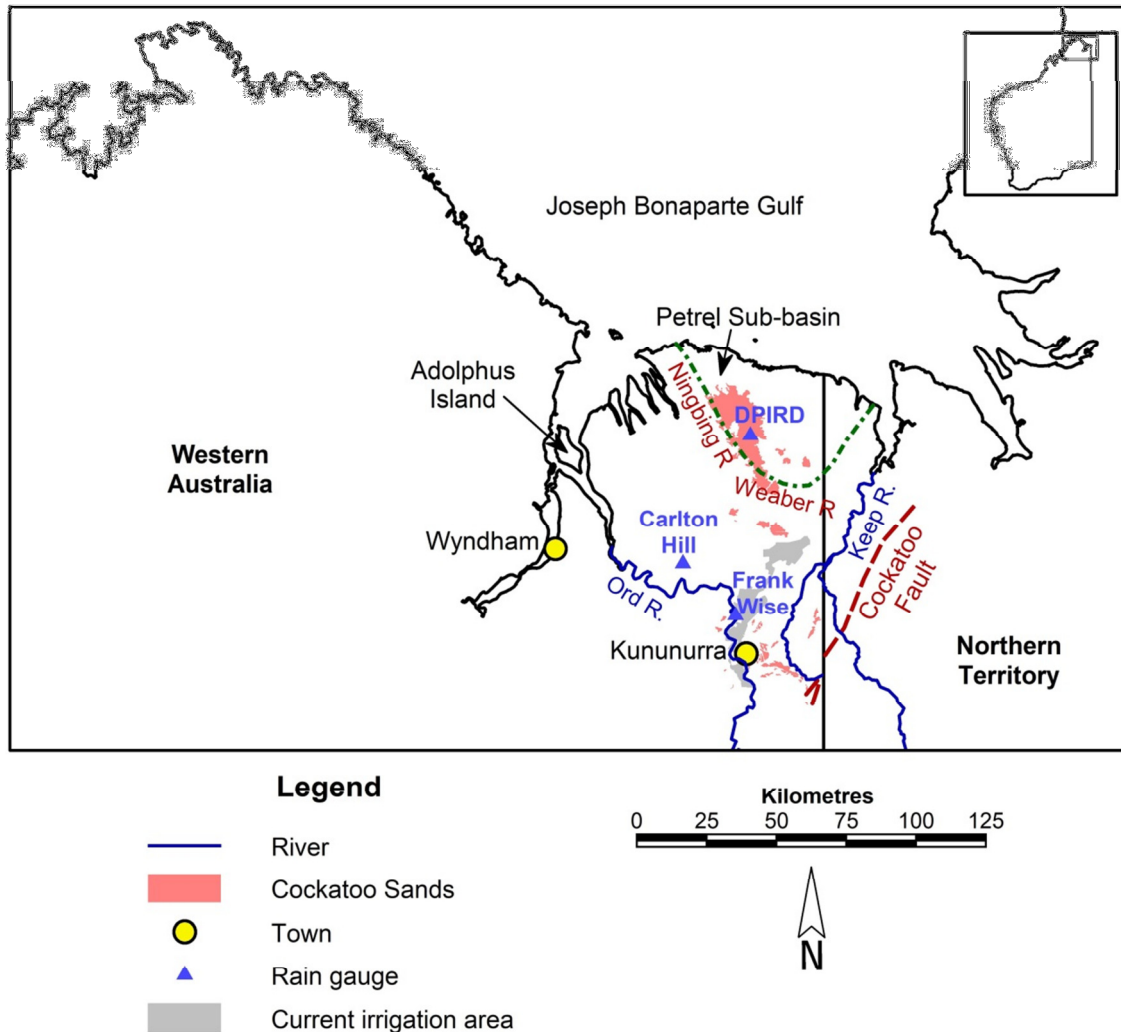 Joseph Bonaparte Gulf
Petrel Sub-basin
Adolphus
Island
Ningbing R
DPIRD
Western
Australia
Weaber R
Keep R.
Carlton
Hill
Wyndham
Cockatoo
Fault
Frank
Wise
Ord R.
Kununurra
Northern
Territory
Legend
River
Cockatoo Sands
Town
Rain gauge
Current irrigation area
Kilometres
0 25 50 75 100 125
N